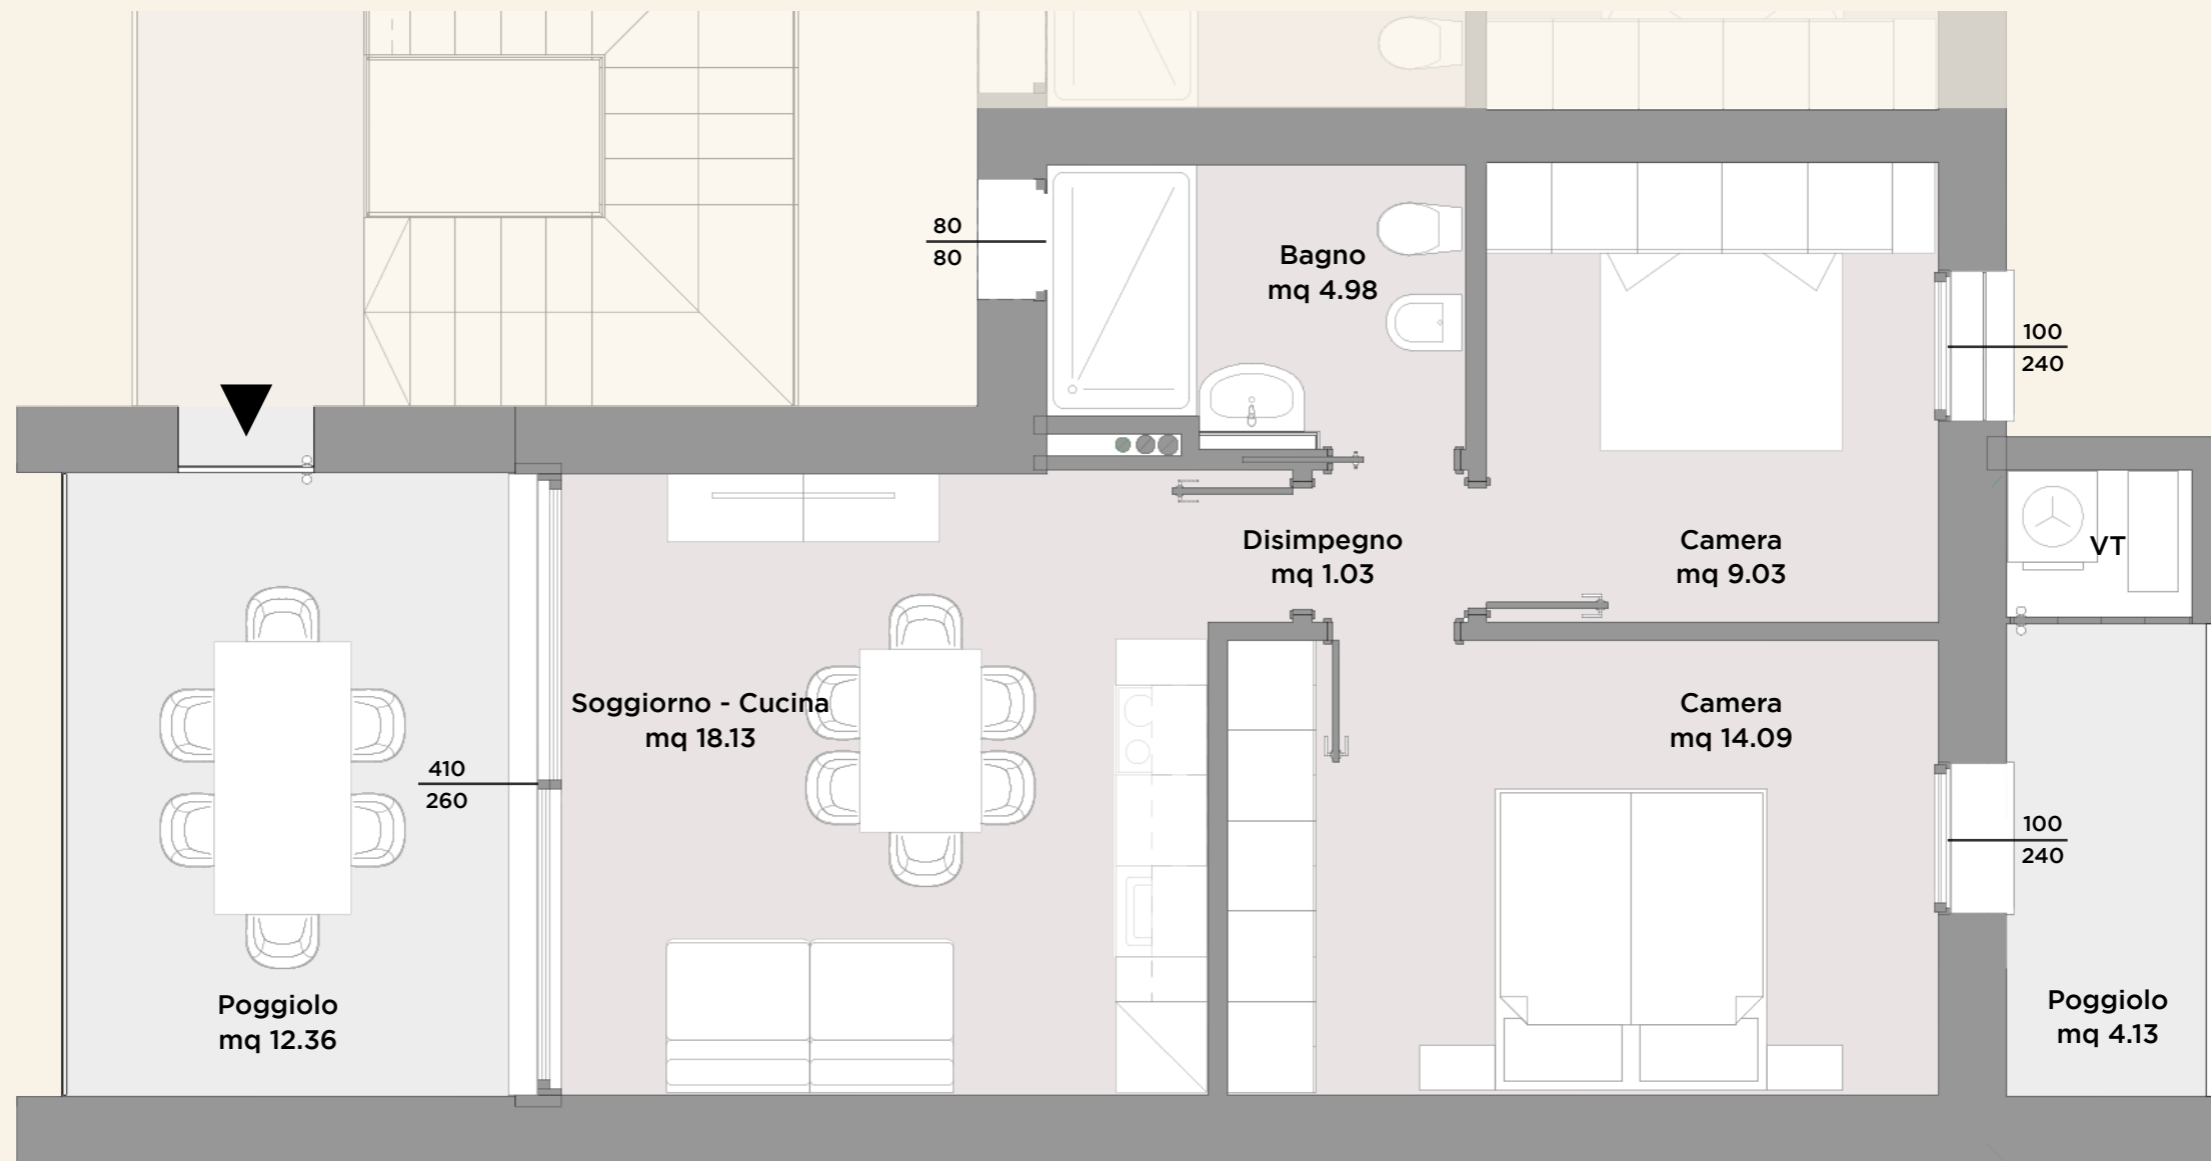 80
80
Bagno
mq 4.98
100
240
Disimpegno
mq 1.03
Camera
mq 9.03
VT
Soggiorno - Cucina
mq 18.13
Camera
mq 14.09
410
260
100
240
Poggiolo
mq 12.36
Poggiolo
mq 4.13